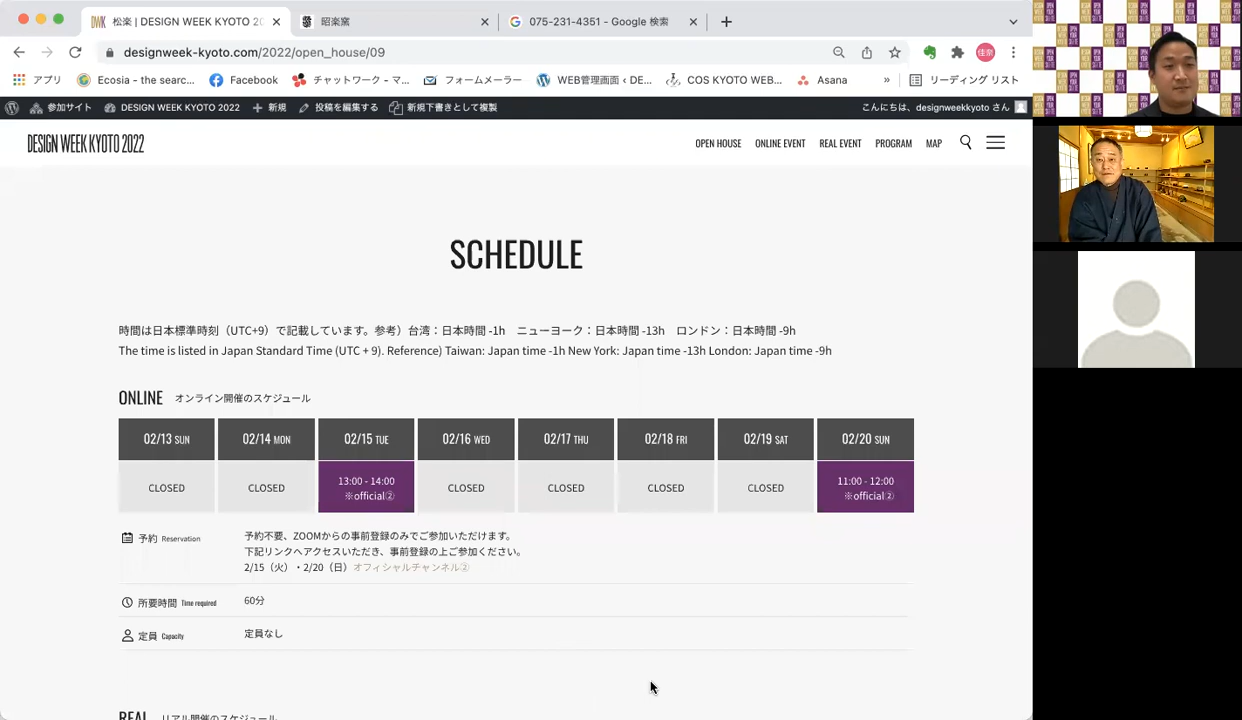 松楽 | DESIGN WEEK KYOTO 20
昭楽窯
075-231-4351 - Google 検索
designweek-kyoto.com/2022/open_house/09
アプリ
Ecosia - the searc...
Facebook
チャットワーク - マ...
フォームメーラー
WEB管理画面 ‹ DE...
COS KYOTO WEB...
Asana
»
リーディング リスト
参加サイト
DESIGN WEEK KYOTO 2022
新規
投稿を編集する
新規下書きとして複製
こんにちは、designweekkyoto さん
DESIGN WEEK KYOTO 2022
OPEN HOUSE
ONLINE EVENT
REAL EVENT
PROGRAM
MAP
SCHEDULE
時間は日本標準時刻（UTC+9）で記載しています。参考）台湾：日本時間 -1h ニューヨーク：日本時間 -13h ロンドン：日本時間 -9h
The time is listed in Japan Standard Time (UTC + 9). Reference) Taiwan: Japan time -1h New York: Japan time -13h London: Japan time -9h
ONLINE オンライン開催のスケジュール
02/13 SUN 02/14 MON 02/15 TUE 02/16 WED 02/17 THU 02/18 FRI 02/19 SAT 02/20 SUN
CLOSED CLOSED 13:00 - 14:00 CLOSED CLOSED CLOSED CLOSED 11:00 - 12:00
※official② ※official②
予約 Reservation
予約不要、ZOOMからの事前登録のみでご参加いただけます。
下記リンクへアクセスいただき、事前登録の上ご参加ください。
2/15（火）・2/20（日）オフィシャルチャンネル②
所要時間 Time required 60分
定員 Capacity 定員なし
REAL リアル開催のスケジュール